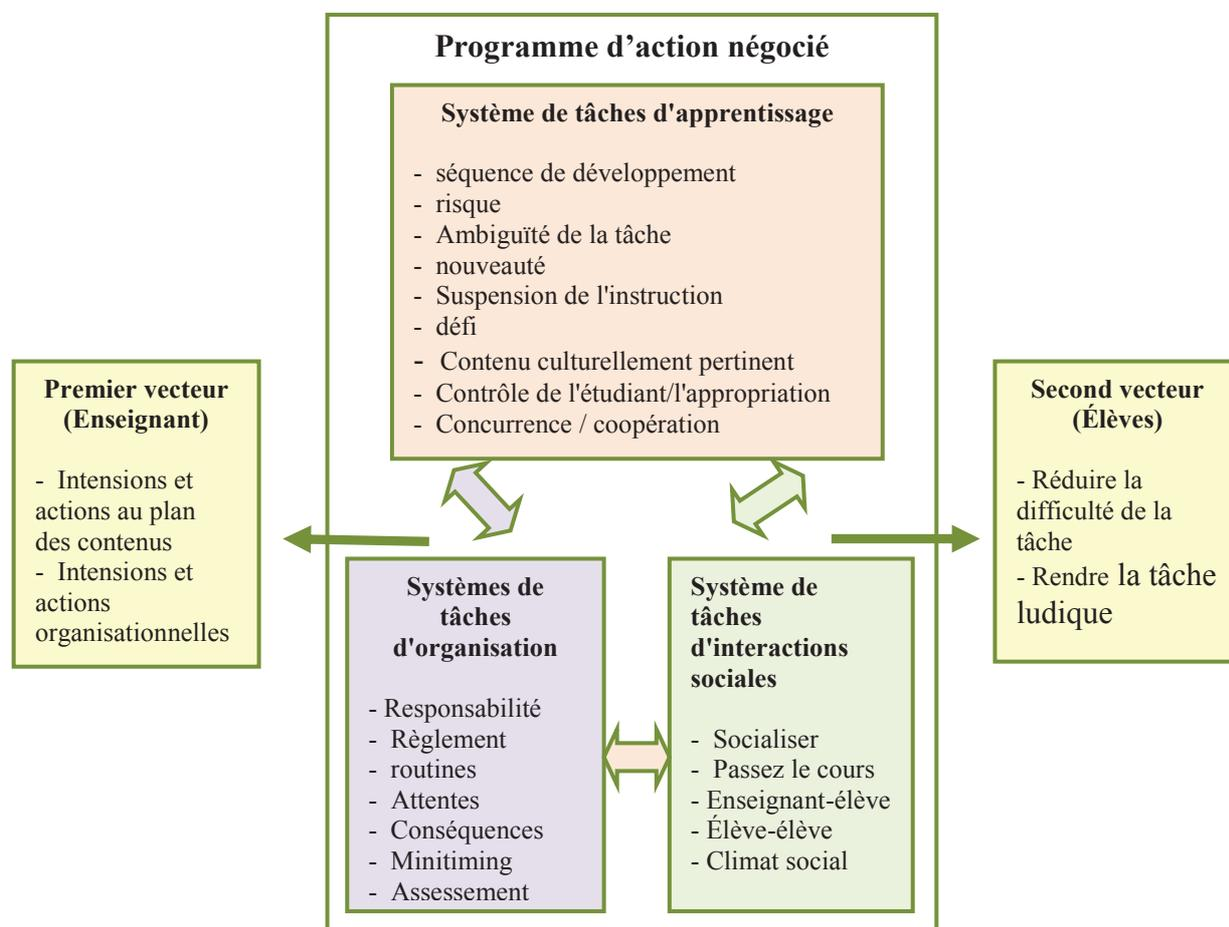 Programme d'action négocié
Système de tâches d'apprentissage
- séquence de développement
- risque
- Ambiguïté de la tâche
- nouveauté
- Suspension de l'instruction
- défi
- Contenu culturellement pertinent
- Contrôle de l'étudiant/l'appropriation
- Concurrence / coopération
Premier vecteur
(Enseignant)
- Intensions et
actions au plan
des contenus
- Intensions et
actions
organisationnelles
Second vecteur
(Élèves)
- Réduire la
difficulté de la
tâche
- Rendre la tâche
ludique
Systèmes de
tâches
d'organisation
- Responsabilité
- Règlement
- routines
- Attentes
- Conséquences
- Minitiming
- Assessement
Système de
tâches
d'interactions
sociales
- Socialiser
- Passez le cours
- Enseignant-élève
- Élève-élève
- Climat social